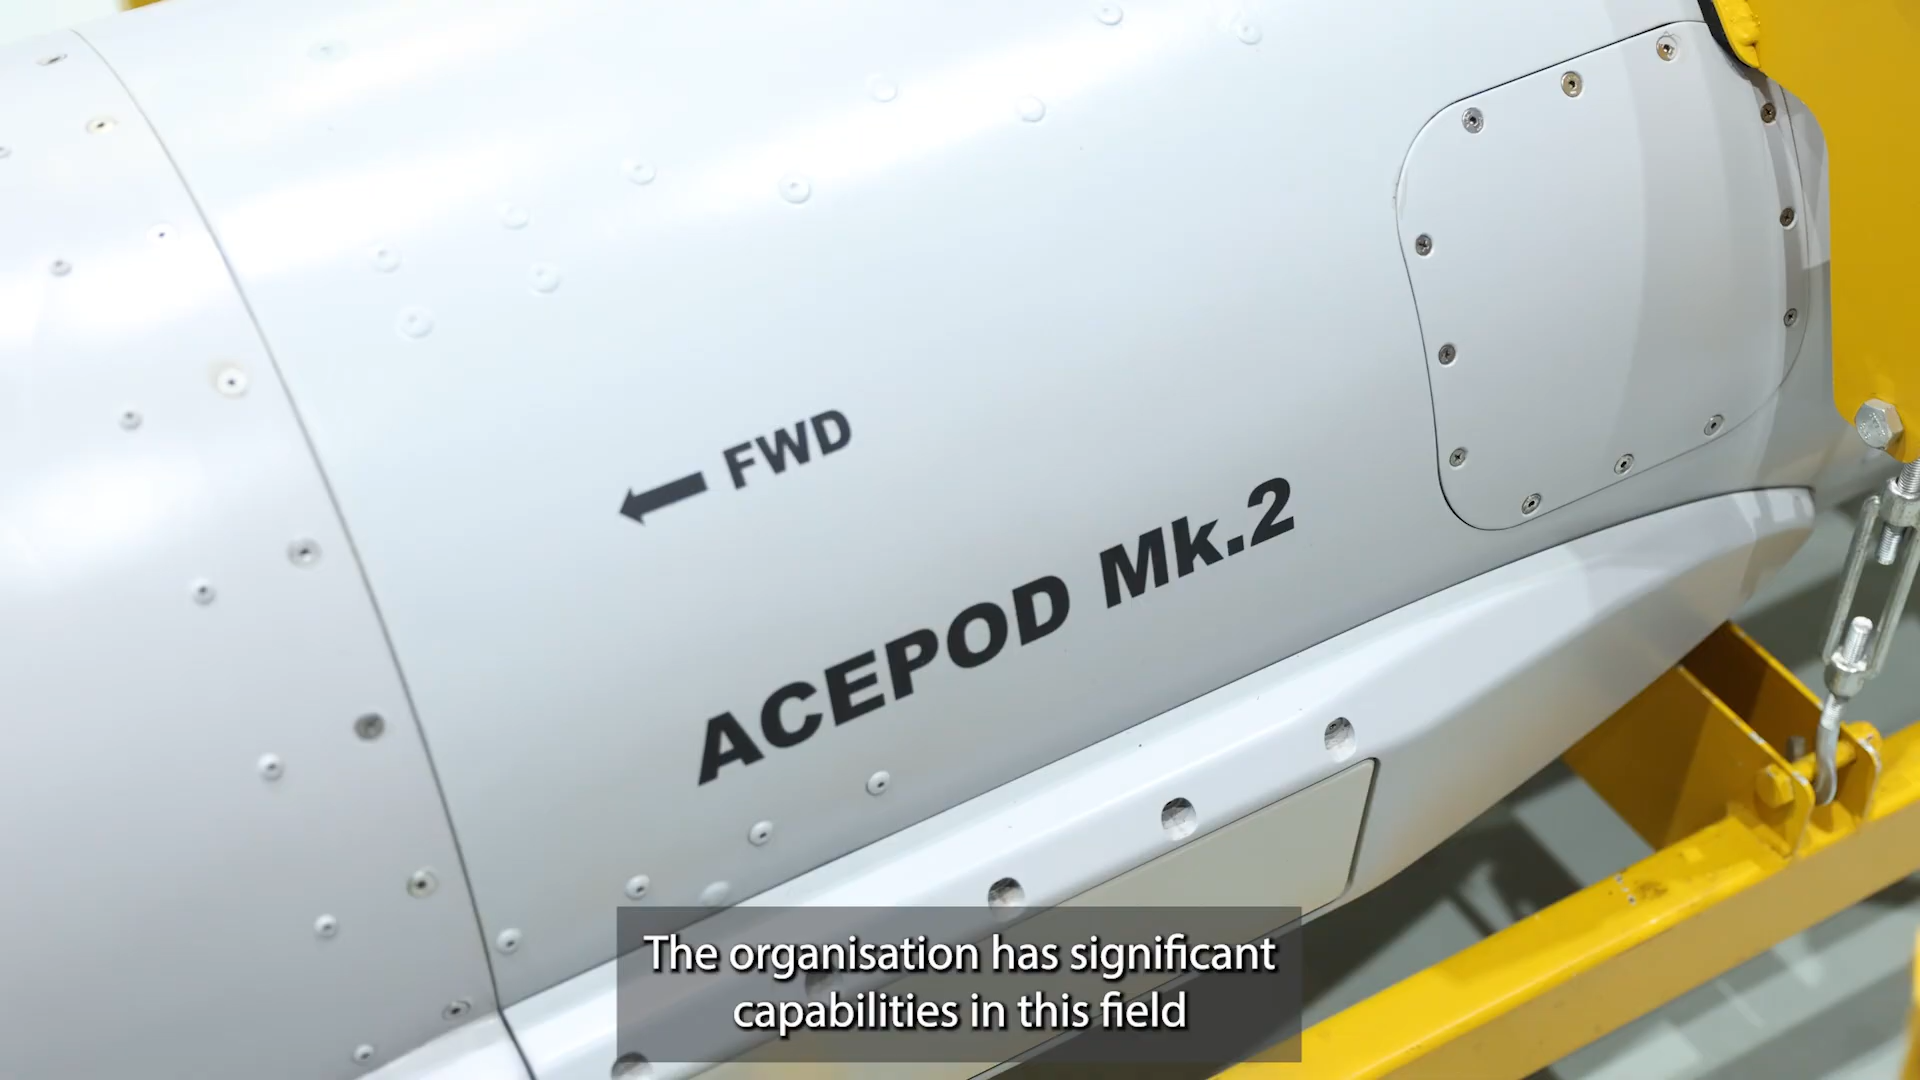 FWD
ACEPOD Mk.2
The organisation has significant
capabilities in this field